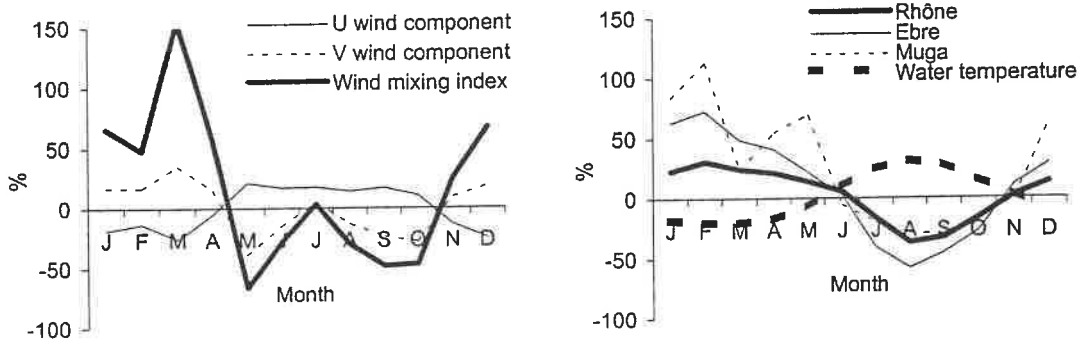 150
100
50
0
-50
-100
%
U wind component
V wind component
Wind mixing index
J F M A M J J A S O N D
Month
150
100
50
0
-50
-100
%
Rhône
Ebre
Muga
Water temperature
J F M A M J J A S O N D
Month